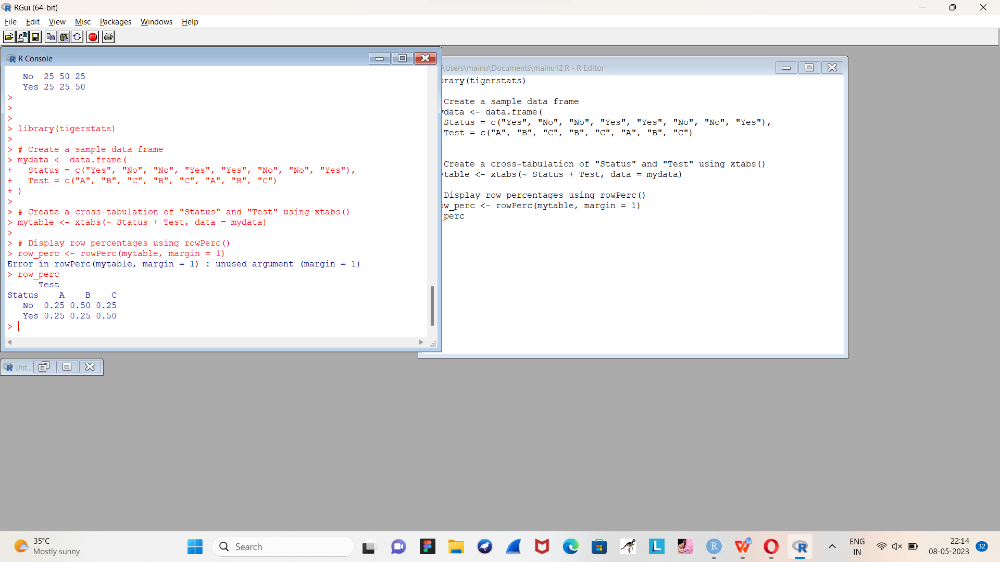 RGui (64-bit)
File Edit View Misc Packages Windows Help
STOP
R Console
No 25 50 25
Yes 25 25 50
>
>
>
> library(tigerstats)
>
> # Create a sample data frame
> mydata <- data.frame(
+ Status = c("Yes", "No", "No", "Yes", "Yes", "No", "No", "Yes"),
+ Test = c("A", "B", "C", "B", "C", "A", "B", "C")
+ )
>
> # Create a cross-tabulation of "Status" and "Test" using xtabs()
> mytable <- xtabs(~ Status + Test, data = mydata)
>
> # Display row percentages using rowPerc()
> row_perc <- rowPerc(mytable, margin = 1)
Error in rowPerc(mytable, margin = 1) : unused argument (margin = 1)
> row_perc
Test
Status A B C
No 0.25 0.50 0.25
Yes 0.25 0.25 0.50
>
\Users\mainu\Documents\mainu12.R - R Editor
rary(tigerstats)
Create a sample data frame
data <- data.frame(
Status = c("Yes", "No", "No", "Yes", "Yes", "No", "No", "Yes"),
Test = c("A", "B", "C", "B", "C", "A", "B", "C")
Create a cross-tabulation of "Status" and "Test" using xtabs()
table <- xtabs(~ Status + Test, data = mydata)
Display row percentages using rowPerc()
w_perc <- rowPerc(mytable, margin = 1)
_perc
Unt...
35°C
Mostly sunny
Search
ENG
IN
22:14
08-05-2023
32